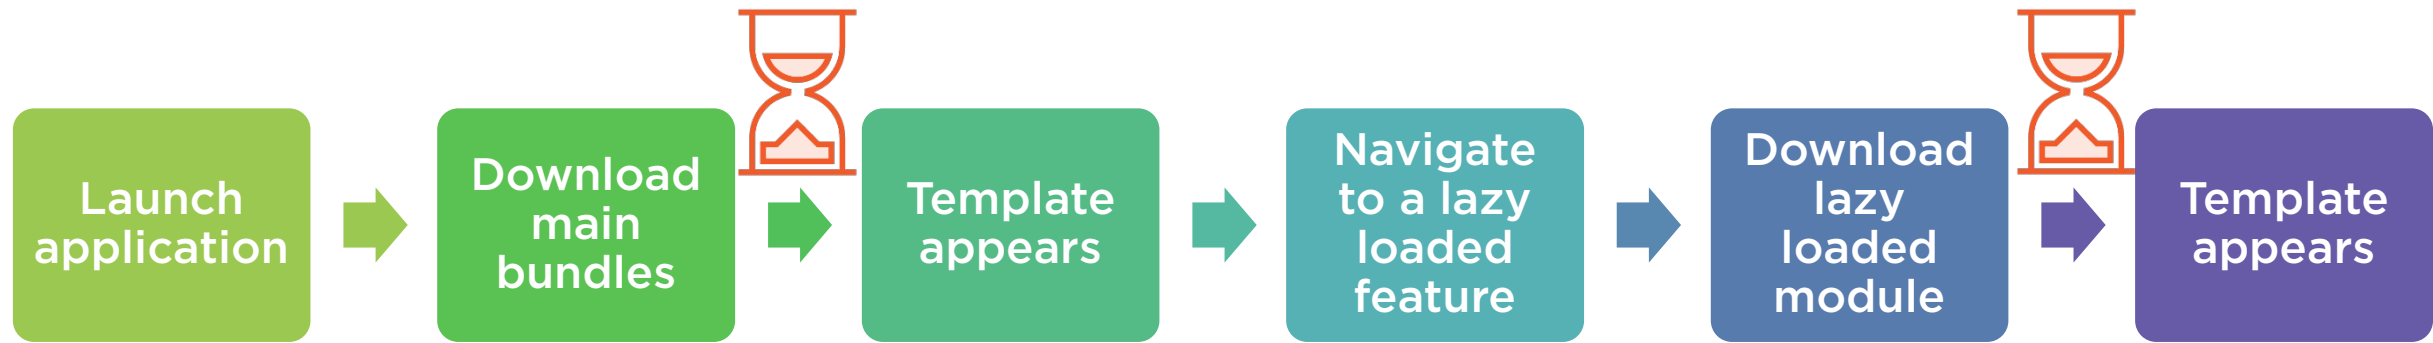 Launch
application
Download
main
bundles
Template
appears
Navigate
to a lazy
loaded
feature
Download
lazy
loaded
module
Template
appears